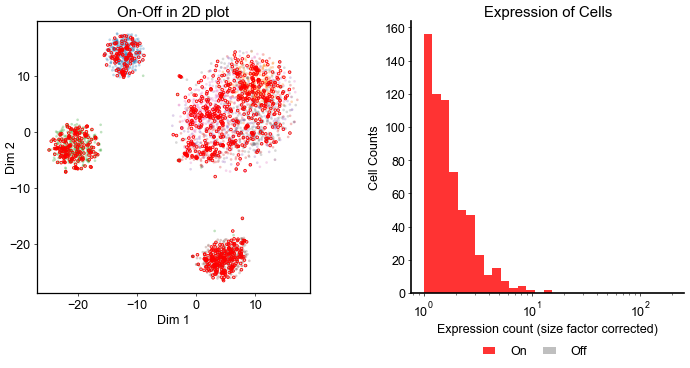 On-Off in 2D plot
10
0
−10
−20
Dim 2
−20
−10
0
10
Dim 1
Expression of Cells
160
140
120
100
80
60
40
20
0
Cell Counts
10^0
10^1
10^2
Expression count (size factor corrected)
On
Off